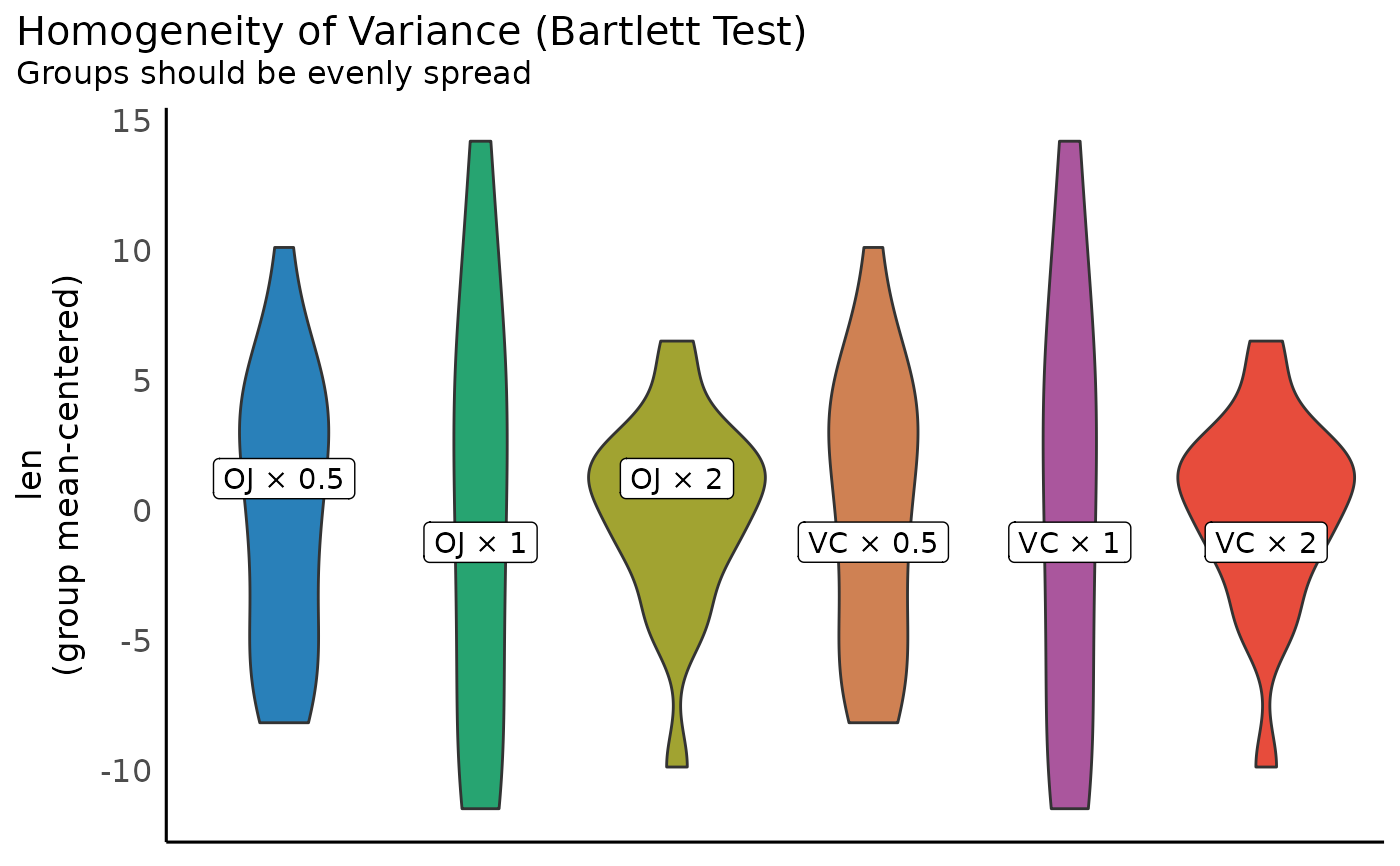 Homogeneity of Variance (Bartlett Test)
Groups should be evenly spread
len
(group mean-centered)
15
10
5
0
-5
-10
OJ × 0.5
OJ × 1
OJ × 2
VC × 0.5
VC × 1
VC × 2